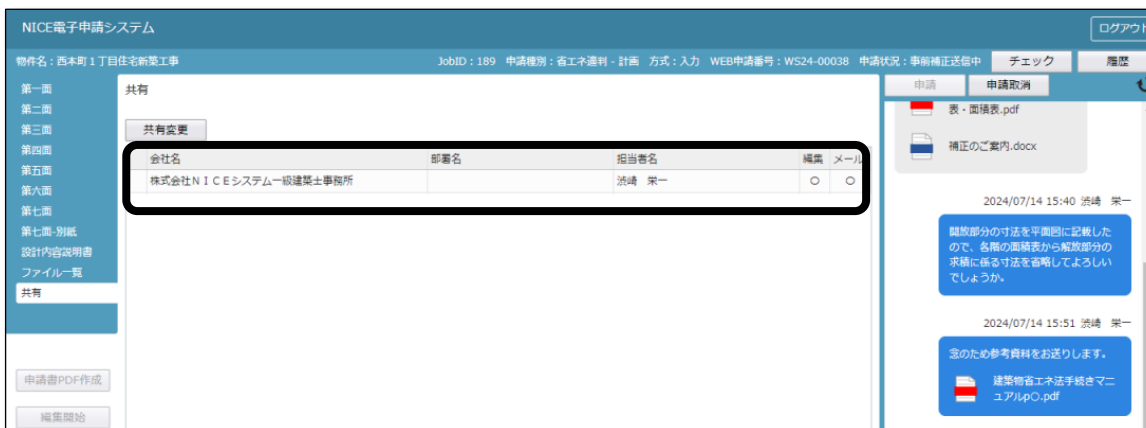 NICE電子申請システム
ログアウト
物件名：西本町１丁目住宅新築工事
JobID：189 申請種別：省エネ適判 - 計画 方式：入力 WEB申請番号：WS24-00038 申請状況：事前補正送信中
チェック
履歴
第一面
第二面
第三面
第四面
第五面
第六面
第七面
第七面-別紙
設計内容説明書
ファイル一覧
共有
申請書PDF作成
編集開始
共有
共有変更
会社名 部署名 担当者名 編集 メール
株式会社ＮＩＣＥシステム一級建築士事務所 渋崎 栄一 ○ ○
申請
申請取消
表・面積表.pdf
補正のご案内.docx
2024/07/14 15:40 渋崎 栄一
開放部分の寸法を平面図に記載した
ので、各階の面積表から解放部分の
求積に係る寸法を省略してよろしい
でしょうか。
2024/07/14 15:51 渋崎 栄一
念のため参考資料をお送りします。
建築物省エネ法手続きマニ
ュアルp○.pdf